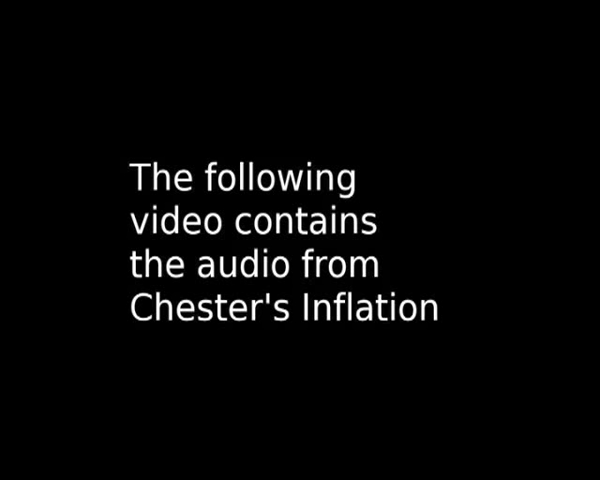 The following
video contains
the audio from
Chester's Inflation